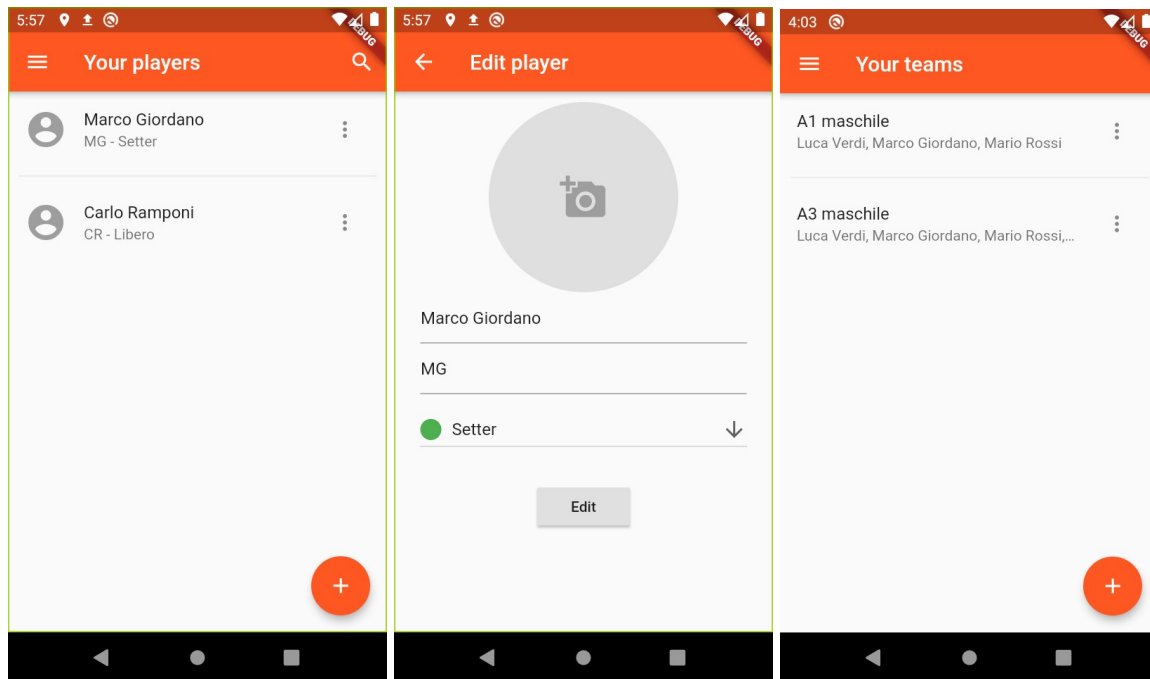 5:57
DEBUG
Your players
Marco Giordano
MG - Setter
Carlo Ramponi
CR - Libero
5:57
DEBUG
Edit player
Marco Giordano
MG
Setter
Edit
4:03
DEBUG
Your teams
A1 maschile
Luca Verdi, Marco Giordano, Mario Rossi
A3 maschile
Luca Verdi, Marco Giordano, Mario Rossi,...